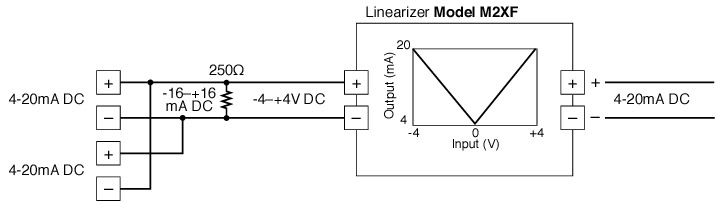 Linearizer Model M2XF
250Ω
4-20mA DC
+
−
-16–+16
mA DC
-4–+4V DC
+
−
Output (mA)
20
4
-4
0
+4
Input (V)
+
−
+
−
4-20mA DC
4-20mA DC
+
−